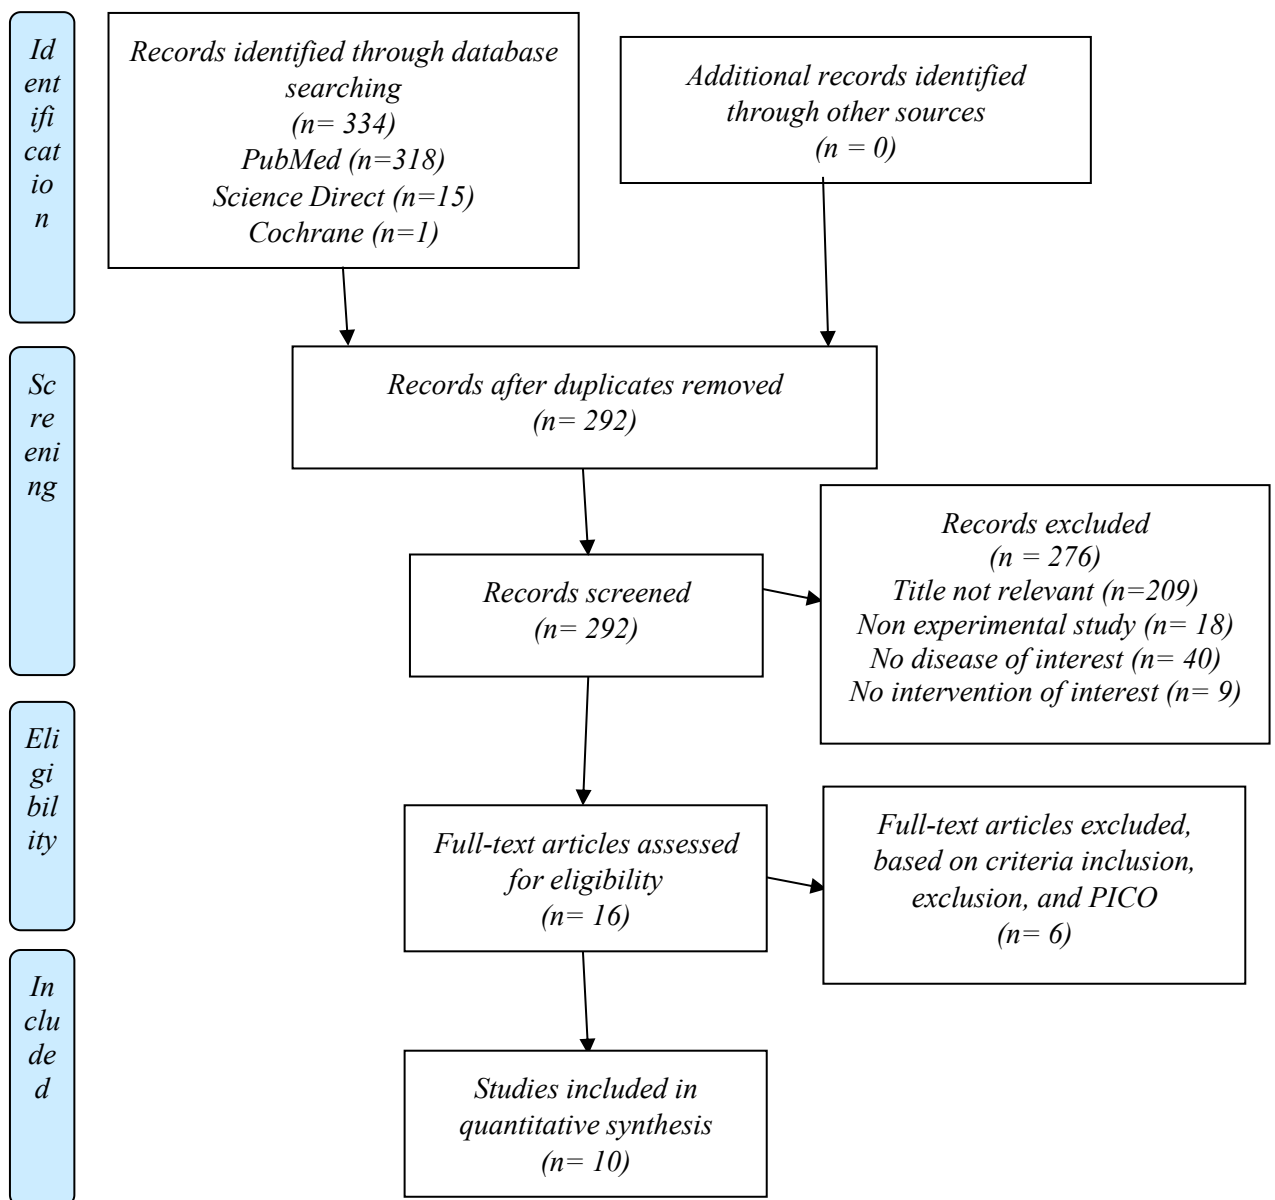 Id
ent
ifi
cat
io
n
Records identified through database
searching
(n= 334)
PubMed (n=318)
Science Direct (n=15)
Cochrane (n=1)
Additional records identified
through other sources
(n = 0)
Sc
re
eni
ng
Records after duplicates removed
(n= 292)
Records screened
(n= 292)
Records excluded
(n = 276)
Title not relevant (n=209)
Non experimental study (n= 18)
No disease of interest (n= 40)
No intervention of interest (n= 9)
Eli
gi
bil
ity
Full-text articles assessed
for eligibility
(n= 16)
Full-text articles excluded,
based on criteria inclusion,
exclusion, and PICO
(n= 6)
In
clu
de
d
Studies included in
quantitative synthesis
(n= 10)